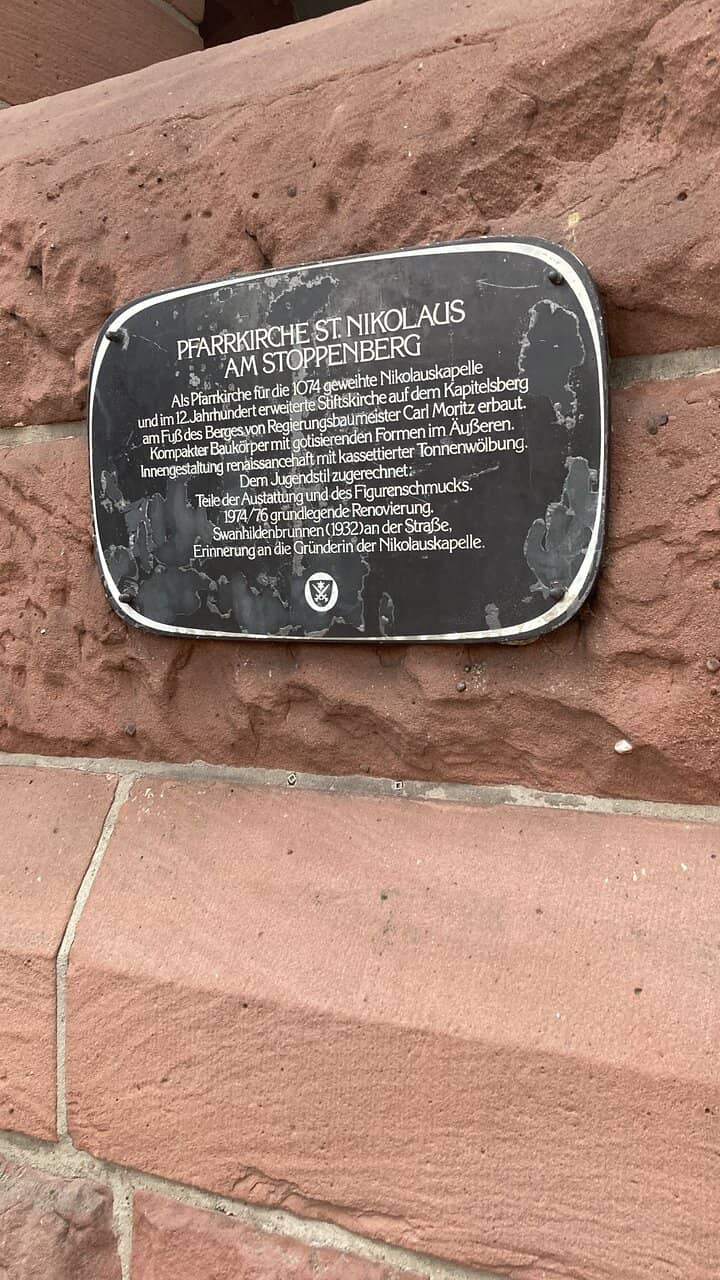 PFARRKIRCHE ST. NIKOLAUS
AM STOPPENBERG
Als Pfarrkirche für die 1074 geweihte Nikolauskapelle
und im 12. Jahrhundert erweiterte Stiftskirche auf dem Kapitelsberg
am Fuß des Berges von Regierungsbaumeister Carl Moritz erbaut.
Kompakter Baukörper mit gotisierenden Formen im Äußeren.
Innengestaltung renaissancehaft mit kassettierter Tonnenwölbung.
Dem Jugendstil zugerechnet:
Teile der Austattung und des Figurenschmucks.
1974/76 grundlegende Renovierung.
Swanhildenbrunnen (1932) an der Straße,
Erinnerung an die Gründerin der Nikolauskapelle.